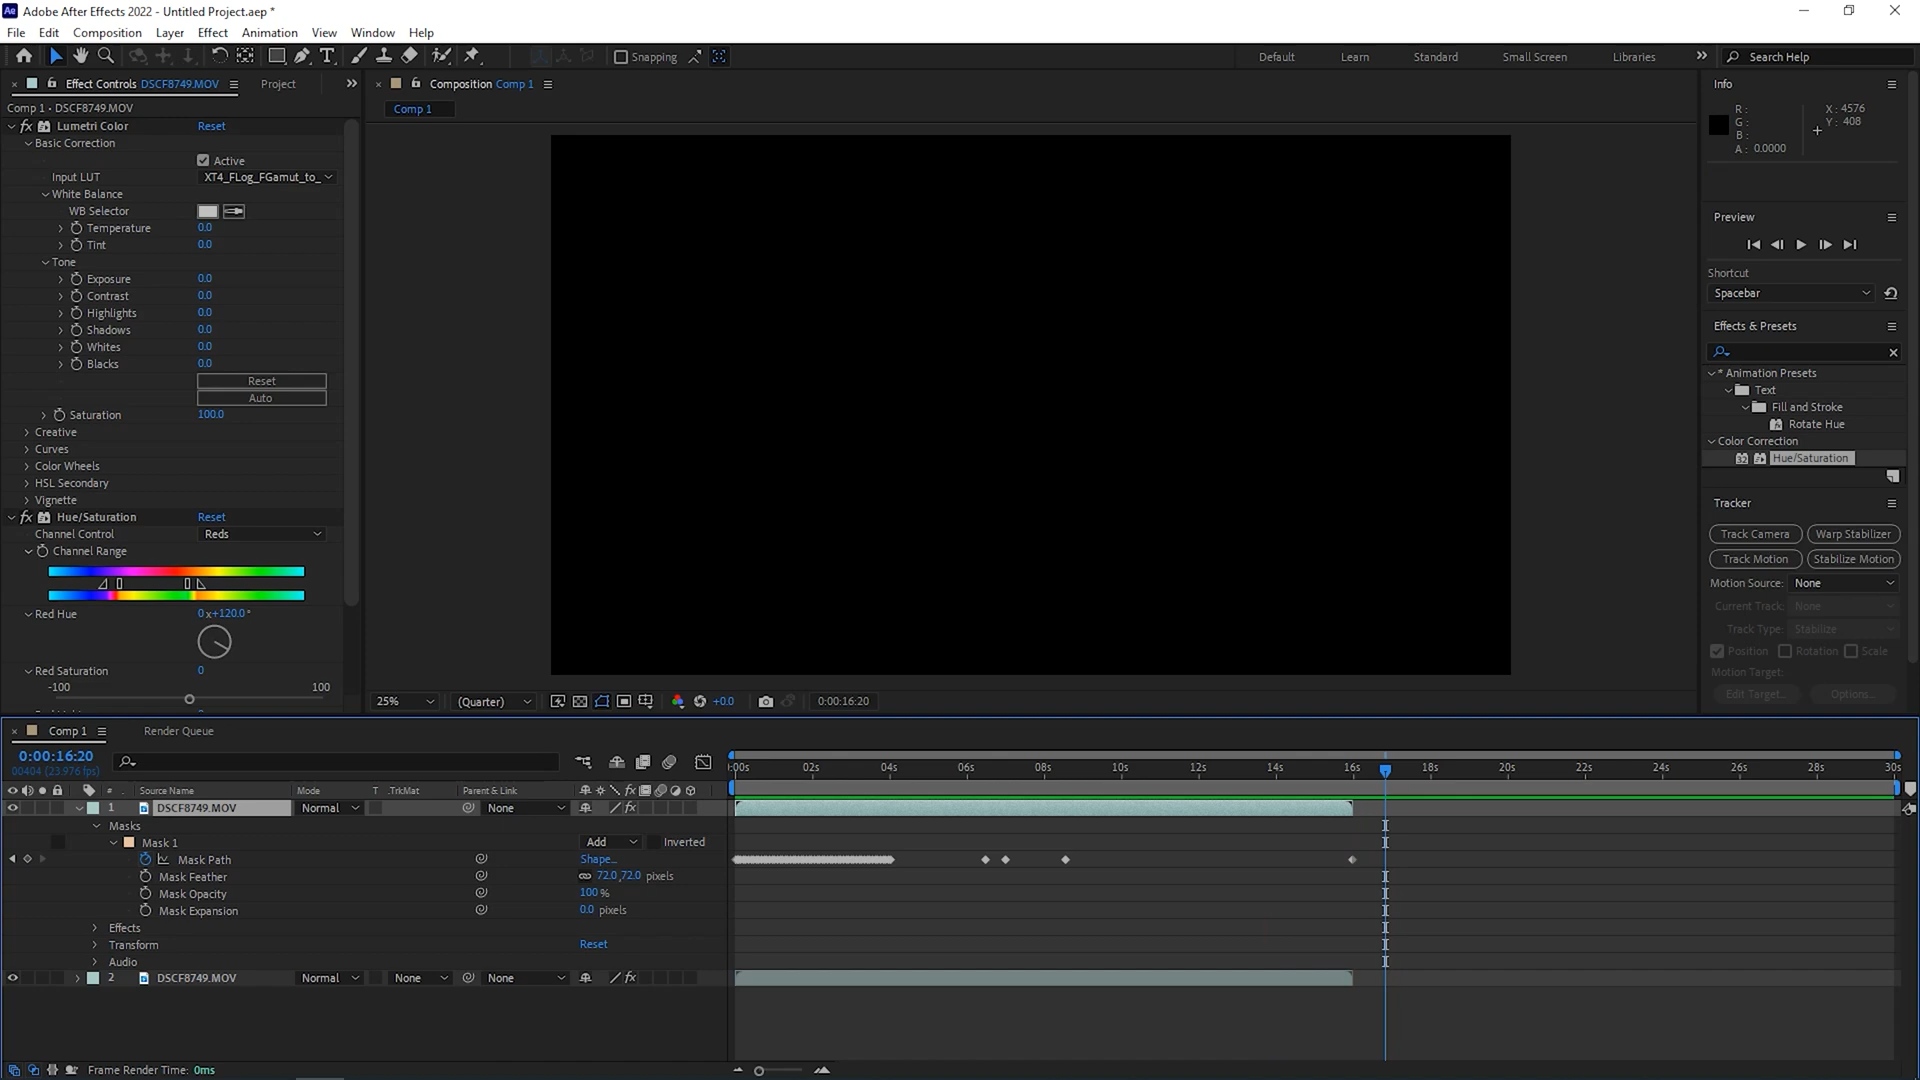 Adobe After Effects 2022 - Untitled Project.aep *
File Edit Composition Layer Effect Animation View Window Help
Snapping
Default Learn Standard Small Screen Libraries Search Help
Effect Controls DSCF8749.MOV Project
Comp 1 • DSCF8749.MOV
fx Lumetri Color Reset
Basic Correction
Active
Input LUT XT4_FLog_FGamut_to_
White Balance
WB Selector
Temperature 0.0
Tint 0.0
Tone
Exposure 0.0
Contrast 0.0
Highlights 0.0
Shadows 0.0
Whites 0.0
Blacks 0.0
Reset
Auto
Saturation 100.0
Creative
Curves
Color Wheels
HSL Secondary
Vignette
fx Hue/Saturation Reset
Channel Control Reds
Channel Range
Red Hue 0 x+120.0 °
Red Saturation 0
-100 100
Composition Comp 1
Comp 1
25% (Quarter) +0.0 0:00:16:20
Info
R :
G :
B :
A : 0.0000
X : 4576
Y : 408
Preview
Shortcut
Spacebar
Effects & Presets
* Animation Presets
Text
Fill and Stroke
Rotate Hue
Color Correction
32 Hue/Saturation
Tracker
Track Camera Warp Stabilizer
Track Motion Stabilize Motion
Motion Source: None
Current Track: None
Track Type: Stabilize
Position Rotation Scale
Motion Target:
Edit Target... Options...
Comp 1 Render Queue
0:00:16:20
00404 (23.976 fps)
:00s 02s 04s 06s 08s 10s 12s 14s 16s 18s 20s 22s 24s 26s 28s 30s
# Source Name Mode T .TrkMat Parent & Link
1 DSCF8749.MOV Normal None fx
Masks
Mask 1 Add Inverted
Mask Path Shape...
Mask Feather 72.0,72.0 pixels
Mask Opacity 100 %
Mask Expansion 0.0 pixels
Effects
Transform Reset
Audio
2 DSCF8749.MOV Normal None None fx
Frame Render Time: 0ms